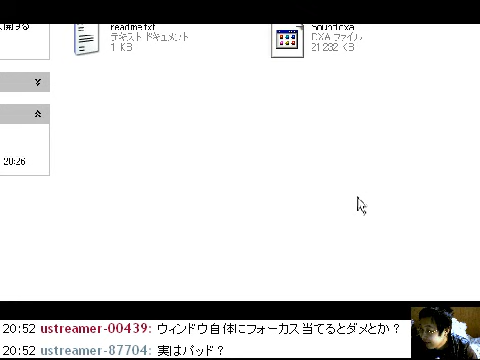 readme.txt
テキスト ドキュメント
1 KB
Sound.dxa
DXA ファイル
21,232 KB
20:26
20:52 ustreamer-00439: ウィンドウ自体にフォーカス当てるとダメとか？
20:52 ustreamer-87704: 実はパッド？